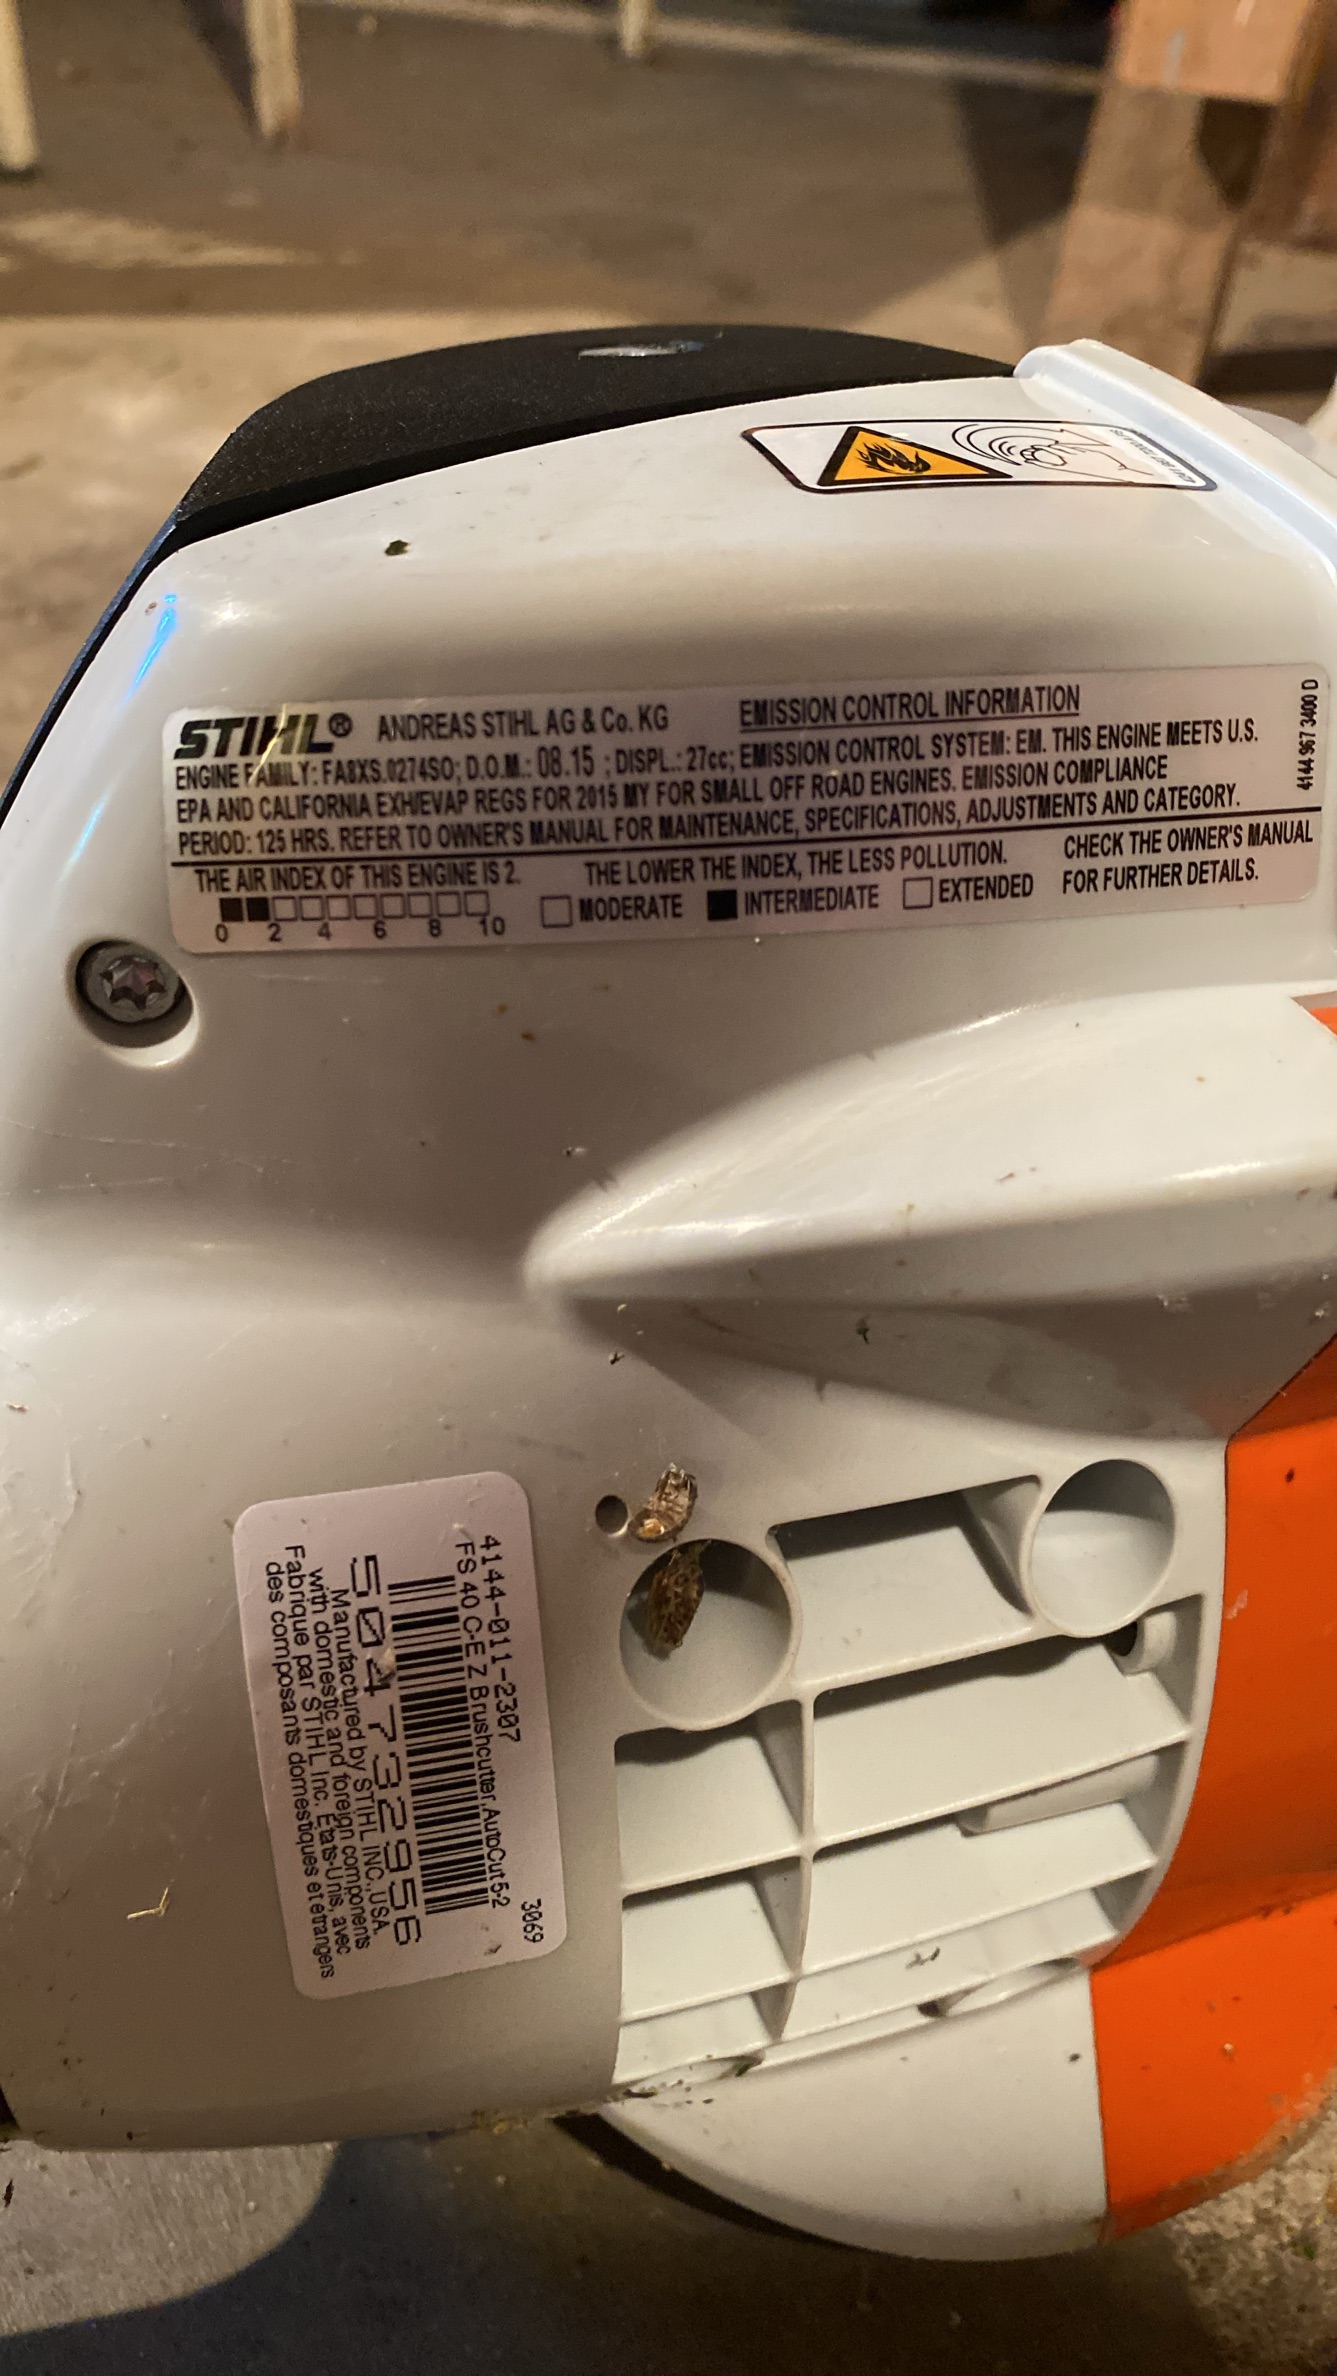 STIHL® ANDREAS STIHL AG & Co. KG EMISSION CONTROL INFORMATION
ENGINE FAMILY: FA8XS.0274SO; D.O.M.: 08.15 ; DISPL.: 27cc; EMISSION CONTROL SYSTEM: EM. THIS ENGINE MEETS U.S.
EPA AND CALIFORNIA EXH/EVAP REGS FOR 2015 MY FOR SMALL OFF ROAD ENGINES. EMISSION COMPLIANCE
PERIOD: 125 HRS. REFER TO OWNER'S MANUAL FOR MAINTENANCE, SPECIFICATIONS, ADJUSTMENTS AND CATEGORY.
THE AIR INDEX OF THIS ENGINE IS 2. THE LOWER THE INDEX, THE LESS POLLUTION. CHECK THE OWNER'S MANUAL
MODERATE INTERMEDIATE EXTENDED FOR FURTHER DETAILS.
0 2 4 6 8 10
4144 967 3400 D
3069
4144-011-2307
FS 40 C-E Z Brushcutter,AutoCut 5-2
504732956
Manufactured by STIHL INC., USA.
with domestic and foreign components
Fabrique par STIHL Inc. Etats-Unis, avec
des composants domestiques et etrangers